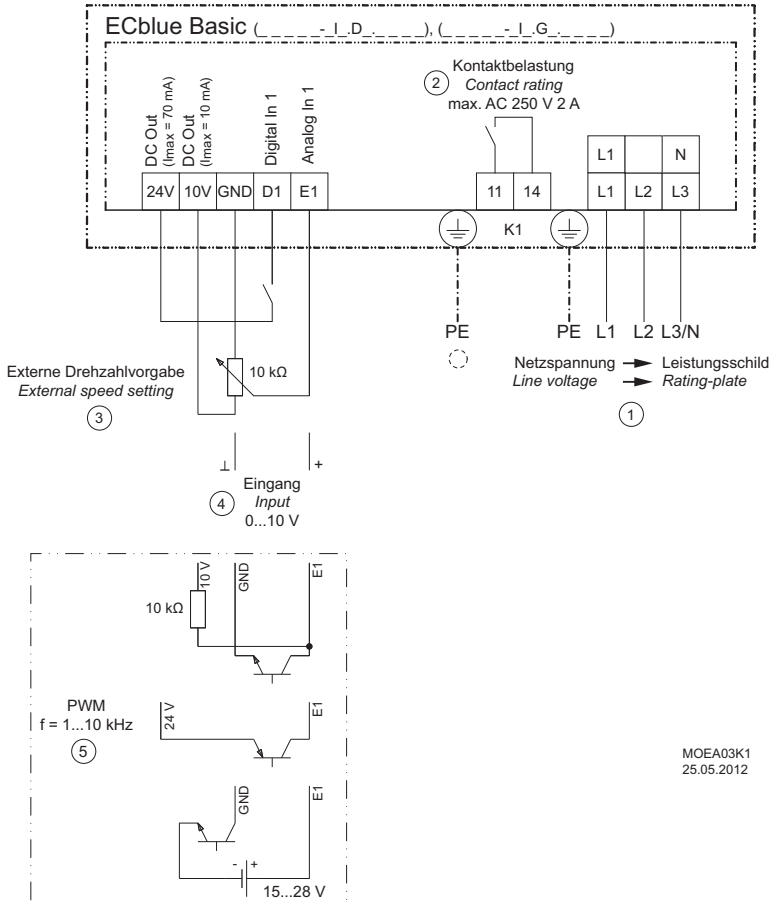 ECblue Basic (_ _ _ _ _-_I_.D_._ _ _ _), (_ _ _ _ _-_I_.G_._ _ _ _)
DC Out
(Imax = 70 mA)
DC Out
(Imax = 10 mA)
Digital In 1
Analog In 1
2
Kontaktbelastung
Contact rating
max. AC 250 V 2 A
L1 N
24V 10V GND D1 E1
11 14
L1 L2 L3
K1
PE
PE L1 L2 L3/N
Externe Drehzahlvorgabe
External speed setting
3
10 kΩ
Netzspannung Leistungsschild
Line voltage Rating-plate
1
⊥ +
4
Eingang
Input
0...10 V
10 V
GND
E1
10 kΩ
PWM
f = 1...10 kHz
5
24 V
E1
GND
E1
- +
15...28 V
MOEA03K1
25.05.2012